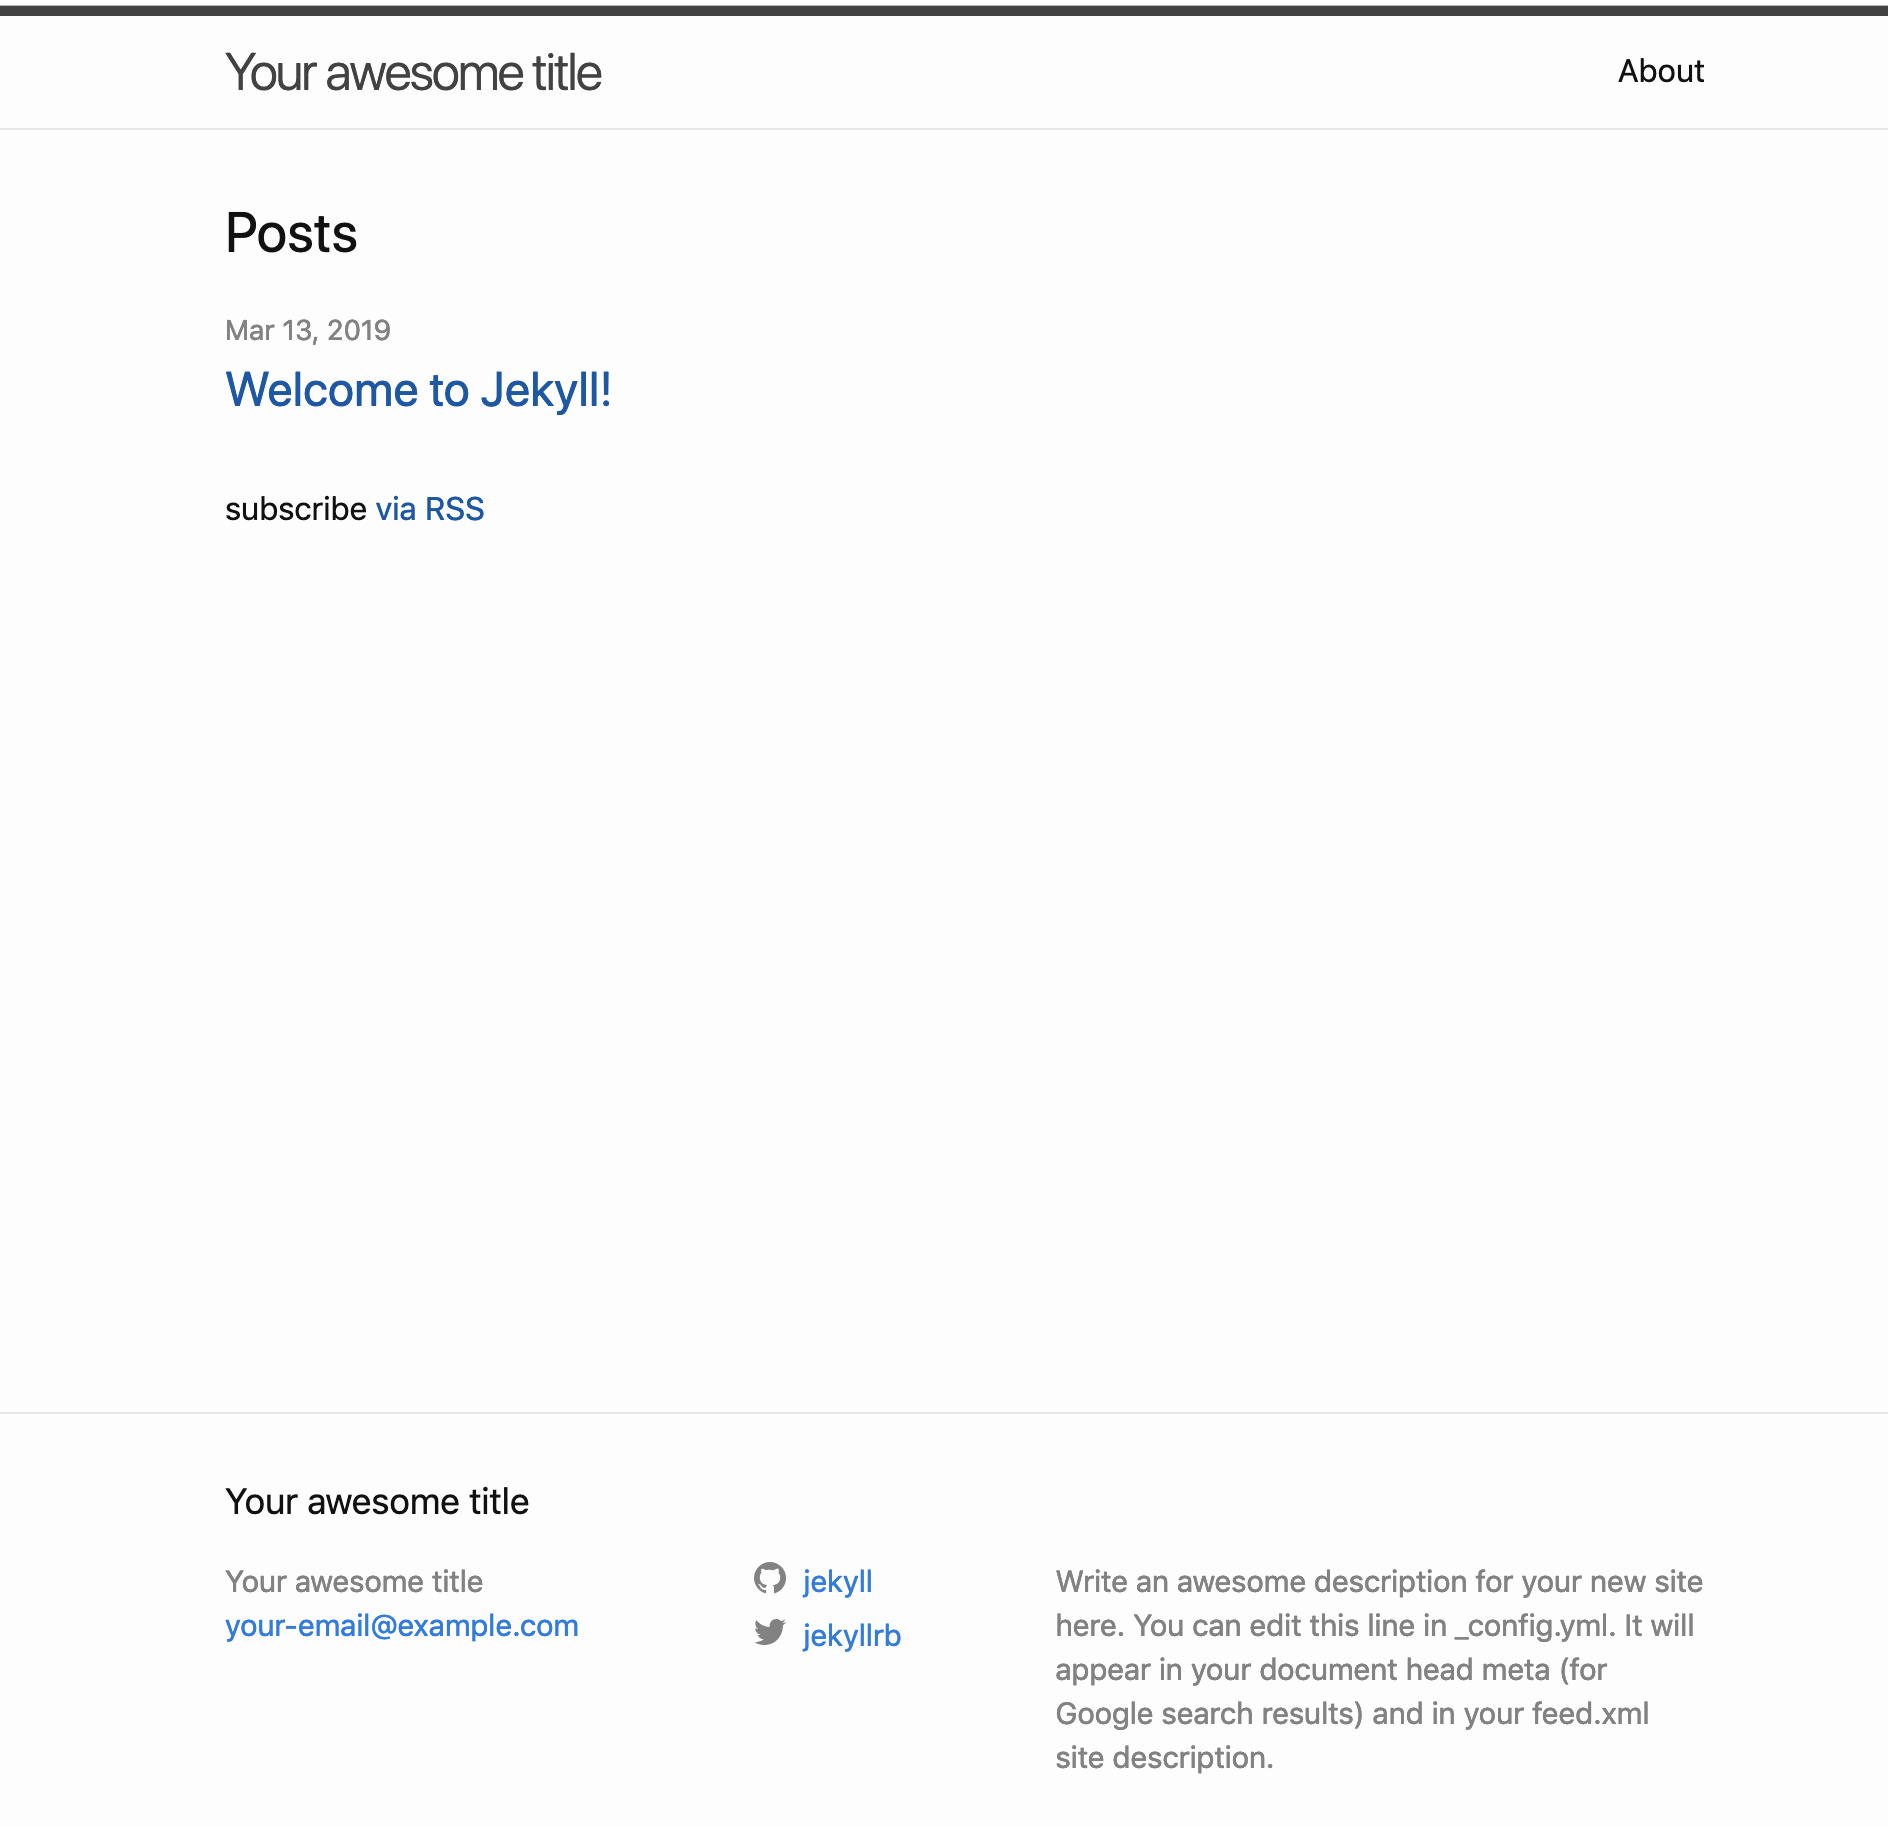 Your awesome title
About
Posts
Mar 13, 2019
Welcome to Jekyll!
subscribe via RSS
Your awesome title
Your awesome title
your-email@example.com
jekyll
jekyllrb
Write an awesome description for your new site
here. You can edit this line in _config.yml. It will
appear in your document head meta (for
Google search results) and in your feed.xml
site description.